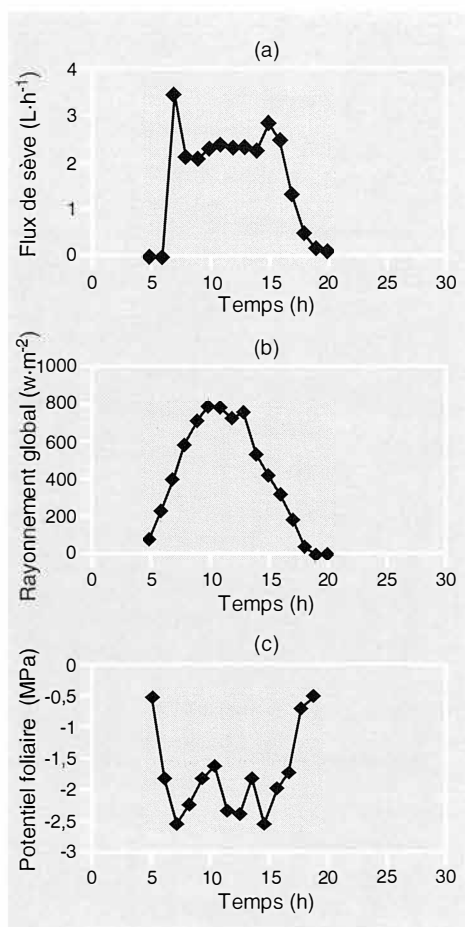 (a)
Flux de sève (L·h⁻¹)
4
3
2
1
0
0 5 10 15 20 25 30
Temps (h)
(b)
Rayonnement global (w·m⁻²)
1000
800
600
400
200
0
0 5 10 15 20 25 30
Temps (h)
(c)
Potentiel foliaire (MPa)
0
-0,5
-1
-1,5
-2
-2,5
-3
0 5 10 15 20 25 30
Temps (h)